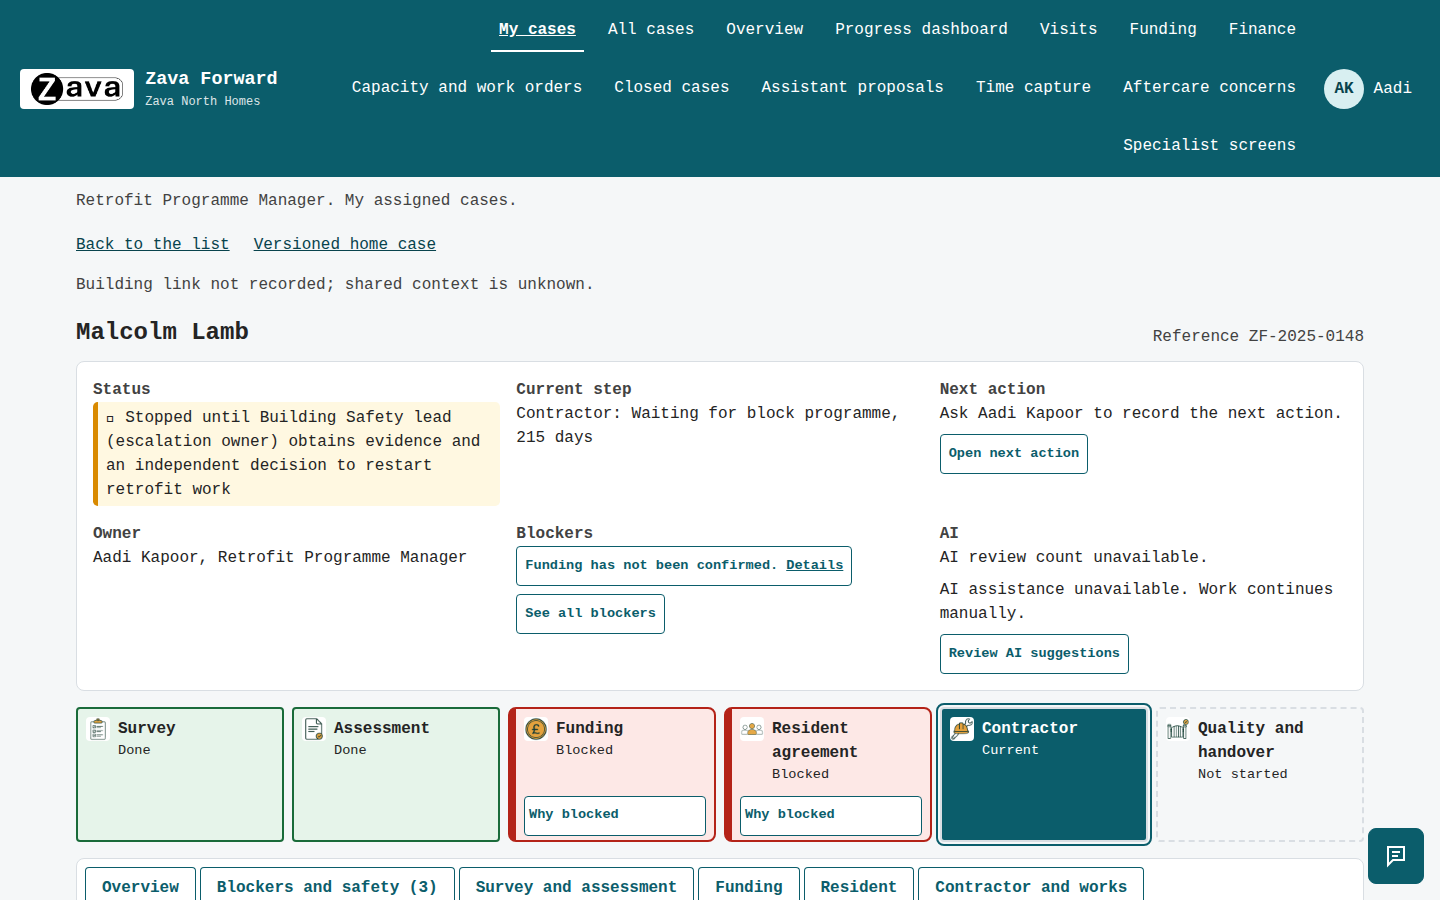 My cases All cases Overview Progress dashboard Visits Funding Finance
Zava
Zava Forward
Zava North Homes
Capacity and work orders Closed cases Assistant proposals Time capture Aftercare concerns
AK Aadi
Specialist screens
Retrofit Programme Manager. My assigned cases.
Back to the list Versioned home case
Building link not recorded; shared context is unknown.
Malcolm Lamb
Reference ZF-2025-0148
Status
Stopped until Building Safety lead
(escalation owner) obtains evidence and
an independent decision to restart
retrofit work
Current step
Contractor: Waiting for block programme,
215 days
Next action
Ask Aadi Kapoor to record the next action.
Open next action
Owner
Aadi Kapoor, Retrofit Programme Manager
Blockers
Funding has not been confirmed. Details
See all blockers
AI
AI review count unavailable.
AI assistance unavailable. Work continues
manually.
Review AI suggestions
Survey
Done
Assessment
Done
Funding
Blocked
Why blocked
Resident
agreement
Blocked
Why blocked
Contractor
Current
Quality and
handover
Not started
Overview Blockers and safety (3) Survey and assessment Funding Resident Contractor and works